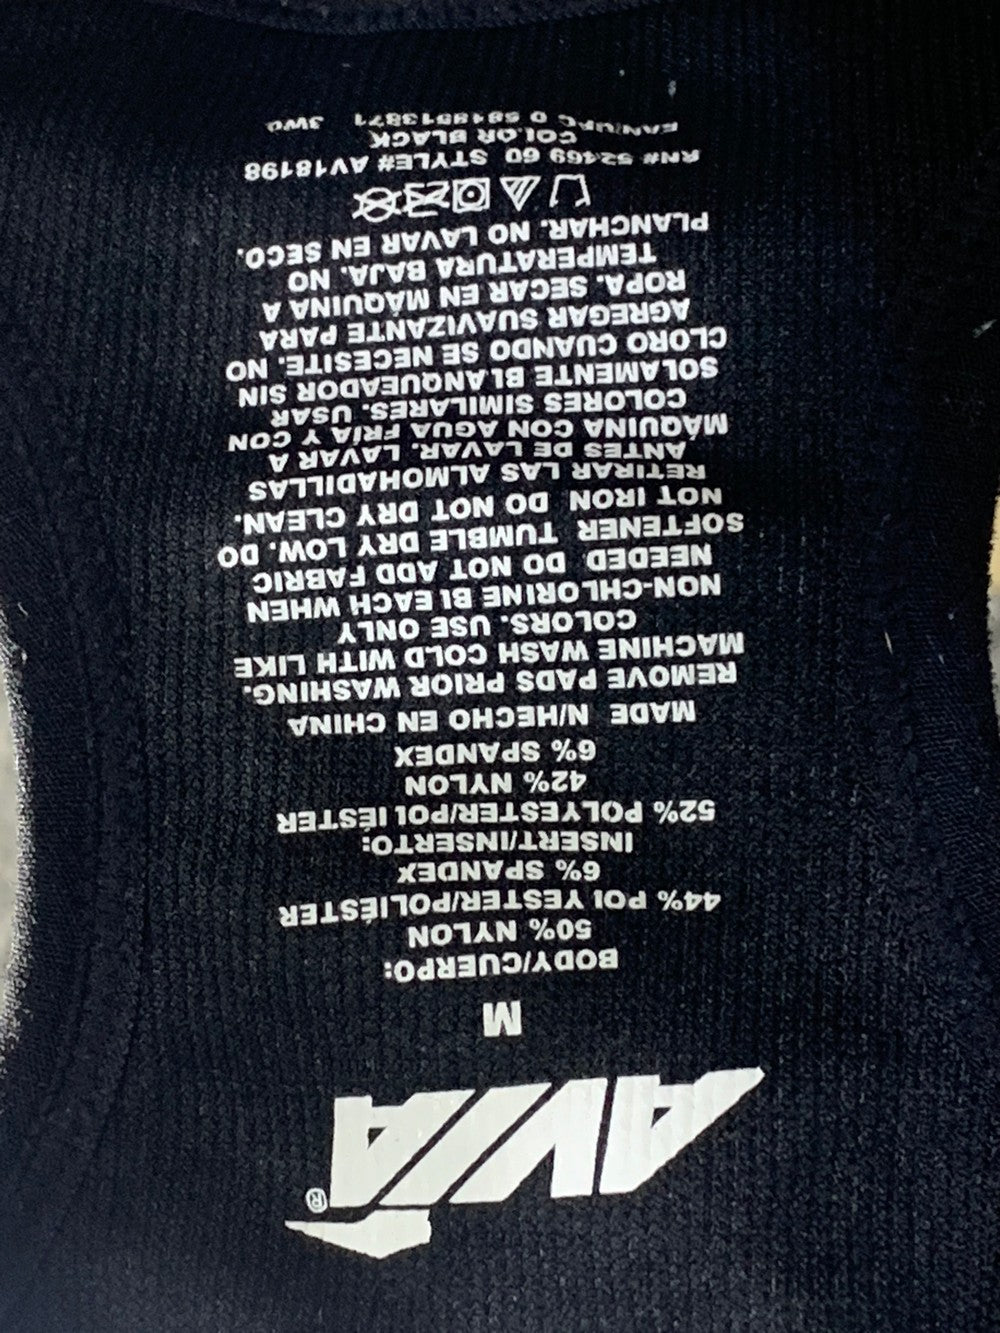 AVIA
®
M
BODY/CUERPO:
50% NYLON
44% POLYESTER/POLIÉSTER
6% SPANDEX
INSERT/INSERTO:
52% POLYESTER/POLIÉSTER
42% NYLON
6% SPANDEX
MADE N/HECHO EN CHINA
REMOVE PADS PRIOR WASHING.
MACHINE WASH COLD WITH LIKE
COLORS. USE ONLY
NON-CHLORINE BLEACH WHEN
NEEDED DO NOT ADD FABRIC
SOFTENER TUMBLE DRY LOW. DO
NOT IRON DO NOT DRY CLEAN.
RETIRAR LAS ALMOHADILLAS
ANTES DE LAVAR. LAVAR A
MÁQUINA CON AGUA FRÍA Y CON
COLORES SIMILARES. USAR
SOLAMENTE BLANQUEADOR SIN
CLORO CUANDO SE NECESITE. NO
AGREGAR SUAVIZANTE PARA
ROPA. SECAR EN MÁQUINA A
TEMPERATURA BAJA. NO
PLANCHAR. NO LAVAR EN SECO.
RN# 52469 60 STYLE# AV18198
COLOR BLACK
EAN/UPC 0 3WQ